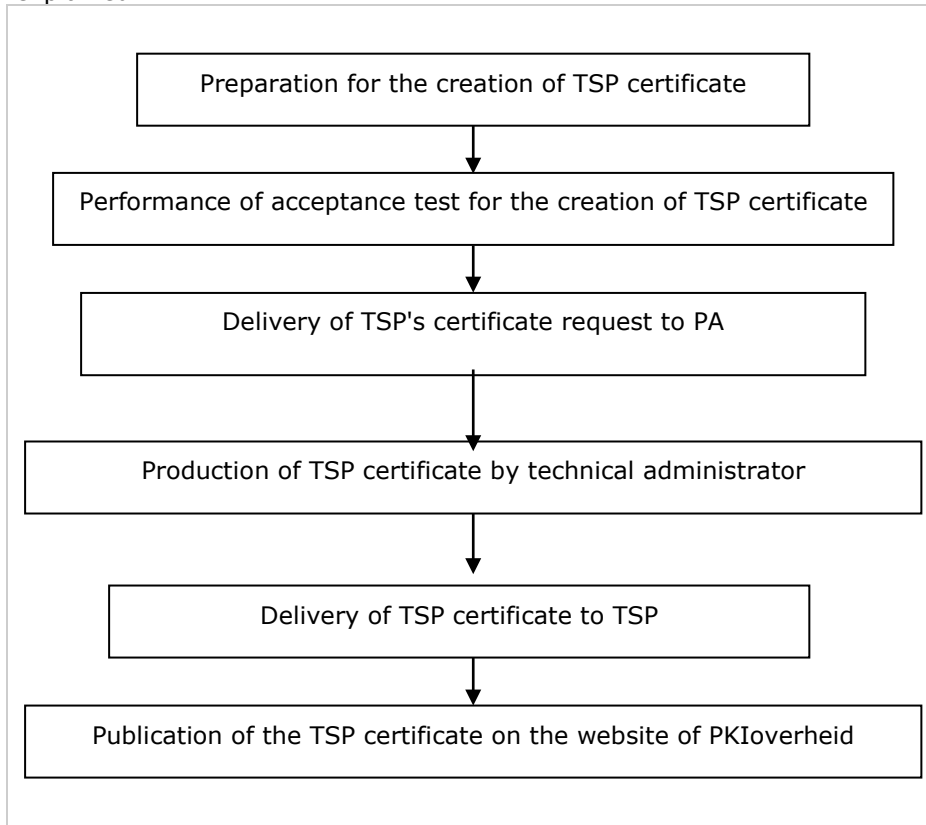 Preparation for the creation of TSP certificate
Performance of acceptance test for the creation of TSP certificate
Delivery of TSP's certificate request to PA
Production of TSP certificate by technical administrator
Delivery of TSP certificate to TSP
Publication of the TSP certificate on the website of PKIoverheid